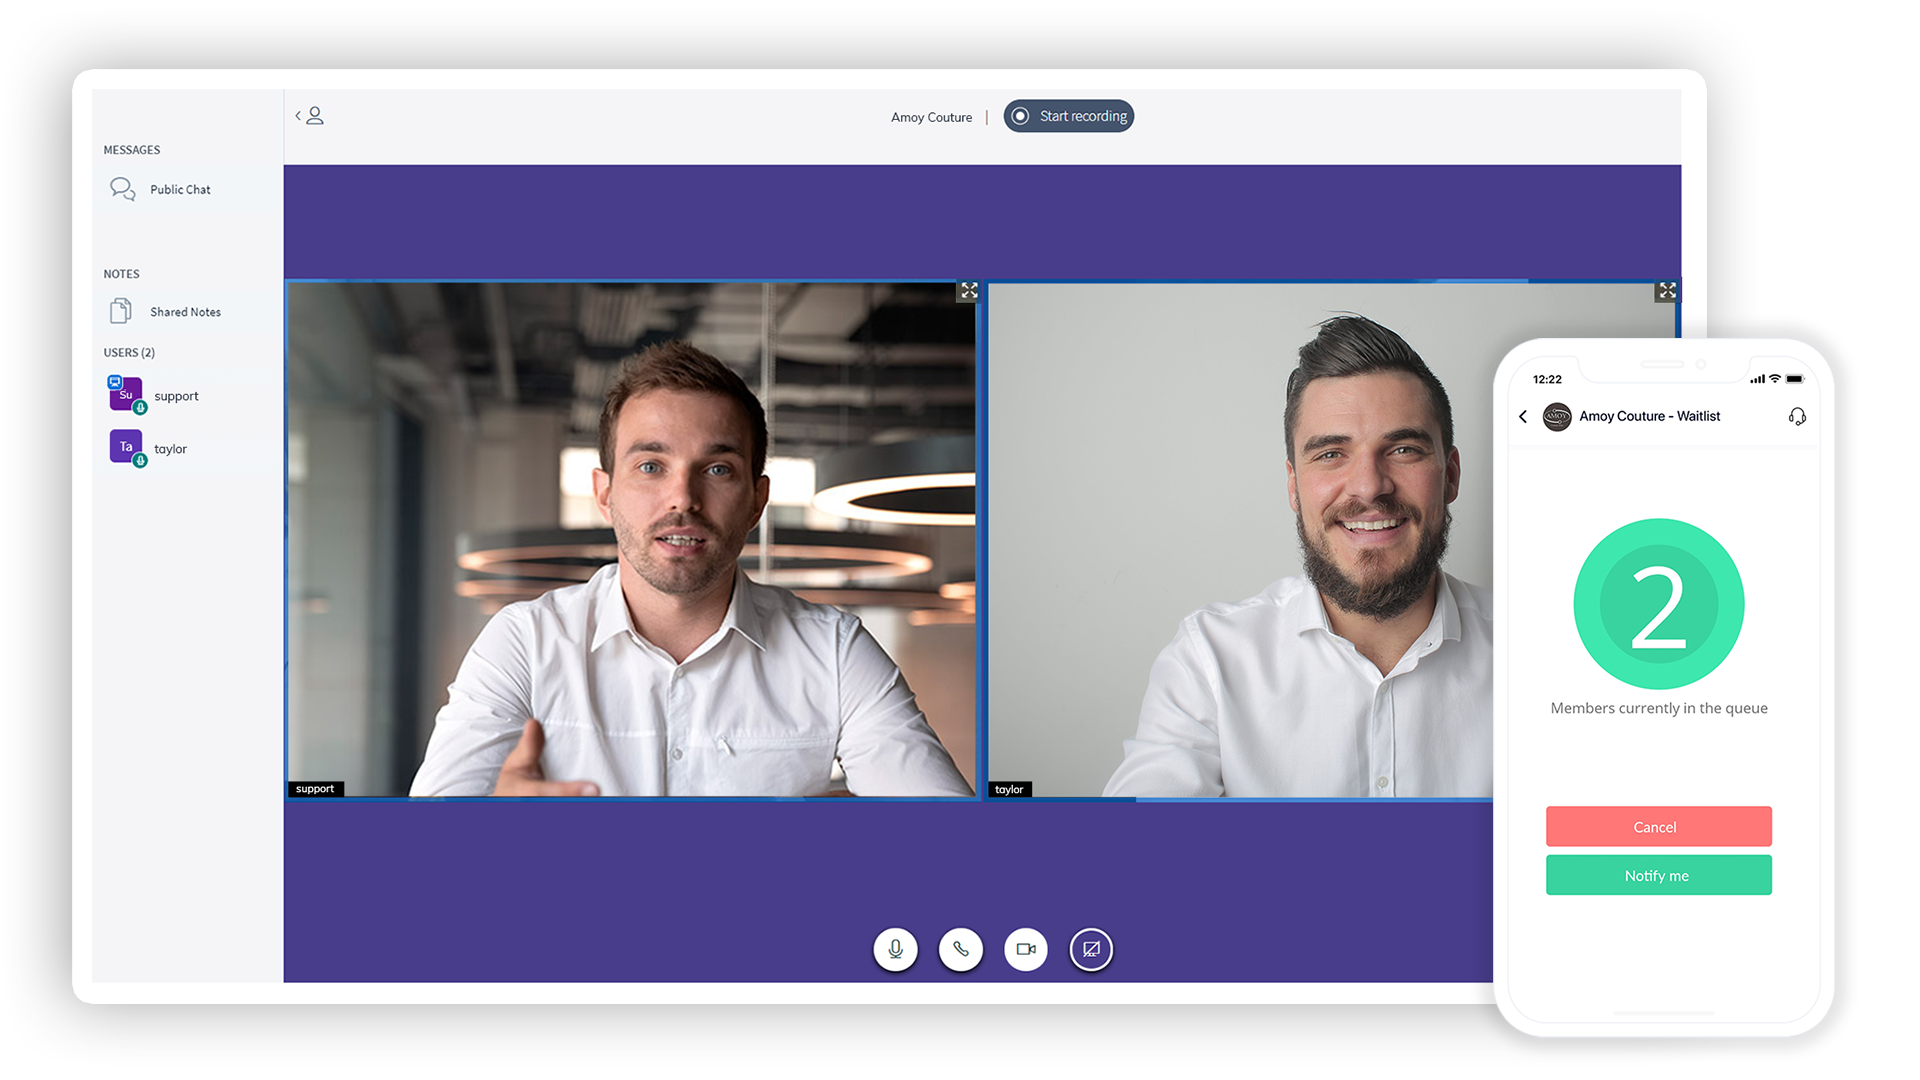 Amoy Couture | Start recording
MESSAGES
Public Chat
NOTES
Shared Notes
USERS (2)
Su support
Ta taylor
support
taylor
12:22
AMOY
Amoy Couture - Waitlist
2
Members currently in the queue
Cancel
Notify me